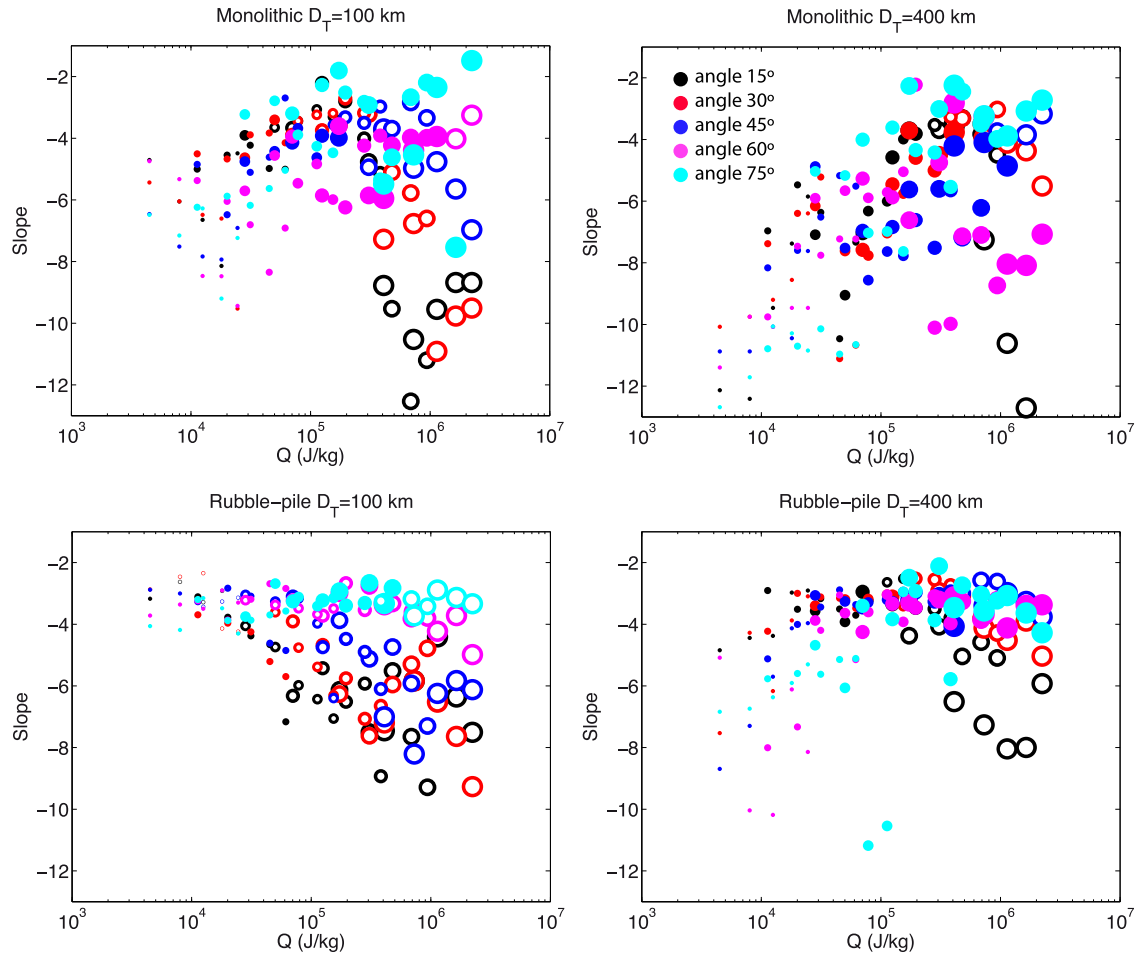 Monolithic D_T=100 km
Slope
−2
−4
−6
−8
−10
−12
10^3 10^4 10^5 10^6 10^7
Q (J/kg)
Monolithic D_T=400 km
angle 15º
angle 30º
angle 45º
angle 60º
angle 75º
Slope
−2
−4
−6
−8
−10
−12
10^3 10^4 10^5 10^6 10^7
Q (J/kg)
Rubble−pile D_T=100 km
Slope
−2
−4
−6
−8
−10
−12
10^3 10^4 10^5 10^6 10^7
Q (J/kg)
Rubble−pile D_T=400 km
Slope
−2
−4
−6
−8
−10
−12
10^3 10^4 10^5 10^6 10^7
Q (J/kg)